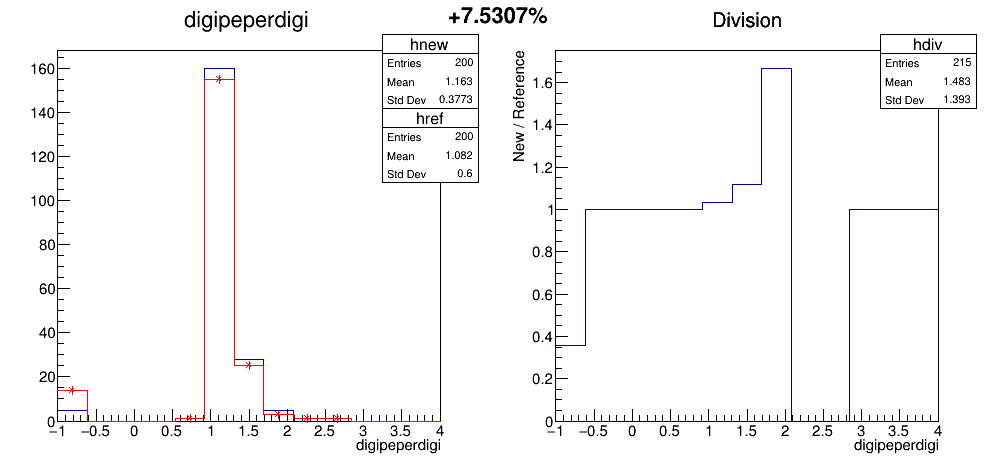 +7.5307%
digipeperdigi
hnew
Entries 200
Mean 1.163
Std Dev 0.3773
href
Entries 200
Mean 1.082
Std Dev 0.6
160
140
120
100
80
60
40
20
0
−1 −0.5 0 0.5 1 1.5 2 2.5 3 3.5 4
digipeperdigi
Division
hdiv
Entries 215
Mean 1.483
Std Dev 1.393
New / Reference
1.6
1.4
1.2
1
0.8
0.6
0.4
0.2
0
−1 −0.5 0 0.5 1 1.5 2 2.5 3 3.5 4
digipeperdigi